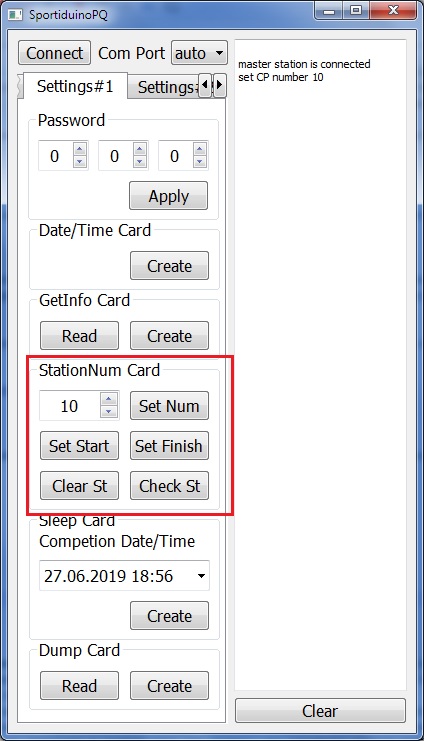 SportiduinoPQ
Connect Com Port auto
Settings#1 Settings
Password
0 0 0
Apply
Date/Time Card
Create
GetInfo Card
Read Create
StationNum Card
10 Set Num
Set Start Set Finish
Clear St Check St
Sleep Card
Competion Date/Time
27.06.2019 18:56
Create
Dump Card
Read Create
master station is connected
set CP number 10
Clear